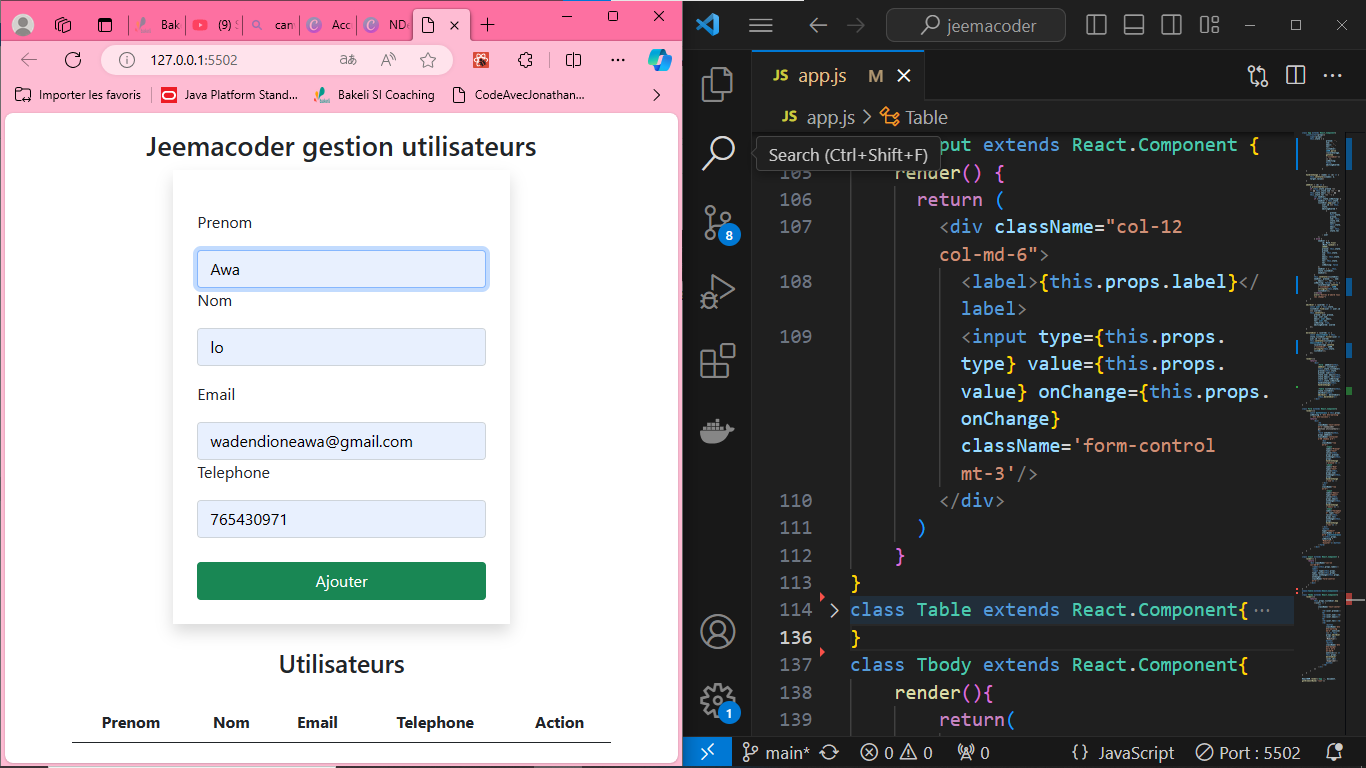 Bak
(9)
can
Acc
NDe
127.0.0.1:5502
Importer les favoris
Java Platform Stand...
Bakeli SI Coaching
CodeAvecJonathan...
Jeemacoder gestion utilisateurs
Prenom
Awa
Nom
lo
Email
wadendioneawa@gmail.com
Telephone
765430971
Ajouter
Utilisateurs
Prenom Nom Email Telephone Action
jeemacoder
JS app.js M
JS app.js > Table
Search (Ctrl+Shift+F)
put extends React.Component {
105 render() {
106 return (
107 <div className="col-12
col-md-6">
108 <label>{this.props.label}</
label>
109 <input type={this.props.
type} value={this.props.
value} onChange={this.props.
onChange}
className='form-control
mt-3'/>
110 </div>
111 )
112 }
113 }
114 class Table extends React.Component{ ...
136 }
137 class Tbody extends React.Component{
138 render(){
139 return(
8
1
main* 0 0 0 {} JavaScript Port : 5502